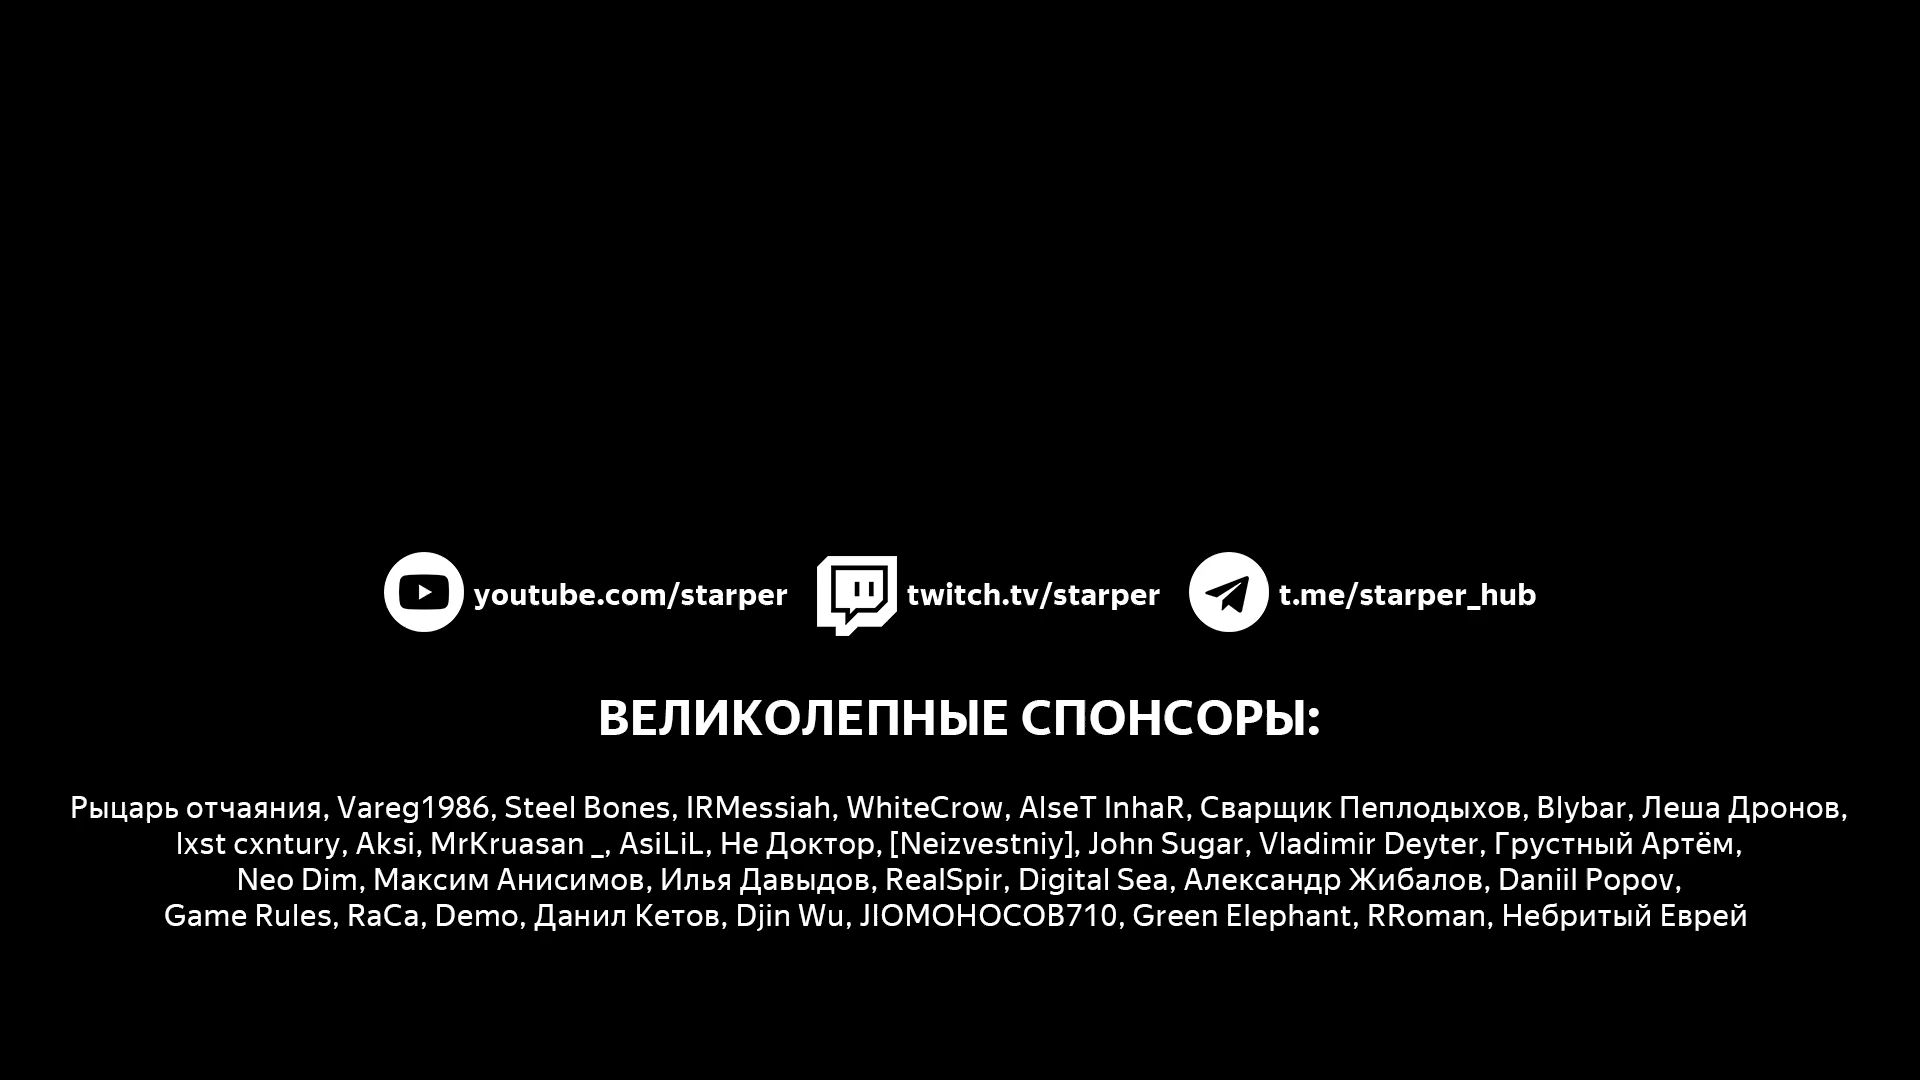 youtube.com/starper twitch.tv/starper t.me/starper_hub
ВЕЛИКОЛЕПНЫЕ СПОНСОРЫ:
Рыцарь отчаяния, Vareg1986, Steel Bones, IRMessiah, WhiteCrow, AlseT InhaR, Сварщик Пеплодыхов, Blybar, Леша Дронов,
lxst cxntury, Aksi, MrKruasan _, AsiLiL, Не Доктор, [Neizvestniy], John Sugar, Vladimir Deyter, Грустный Артём,
Neo Dim, Максим Анисимов, Илья Давыдов, RealSpir, Digital Sea, Александр Жибалов, Daniil Popov,
Game Rules, RaCa, Demo, Данил Кетов, Djin Wu, JIOMOHOCOB710, Green Elephant, RRoman, Небритый Еврей